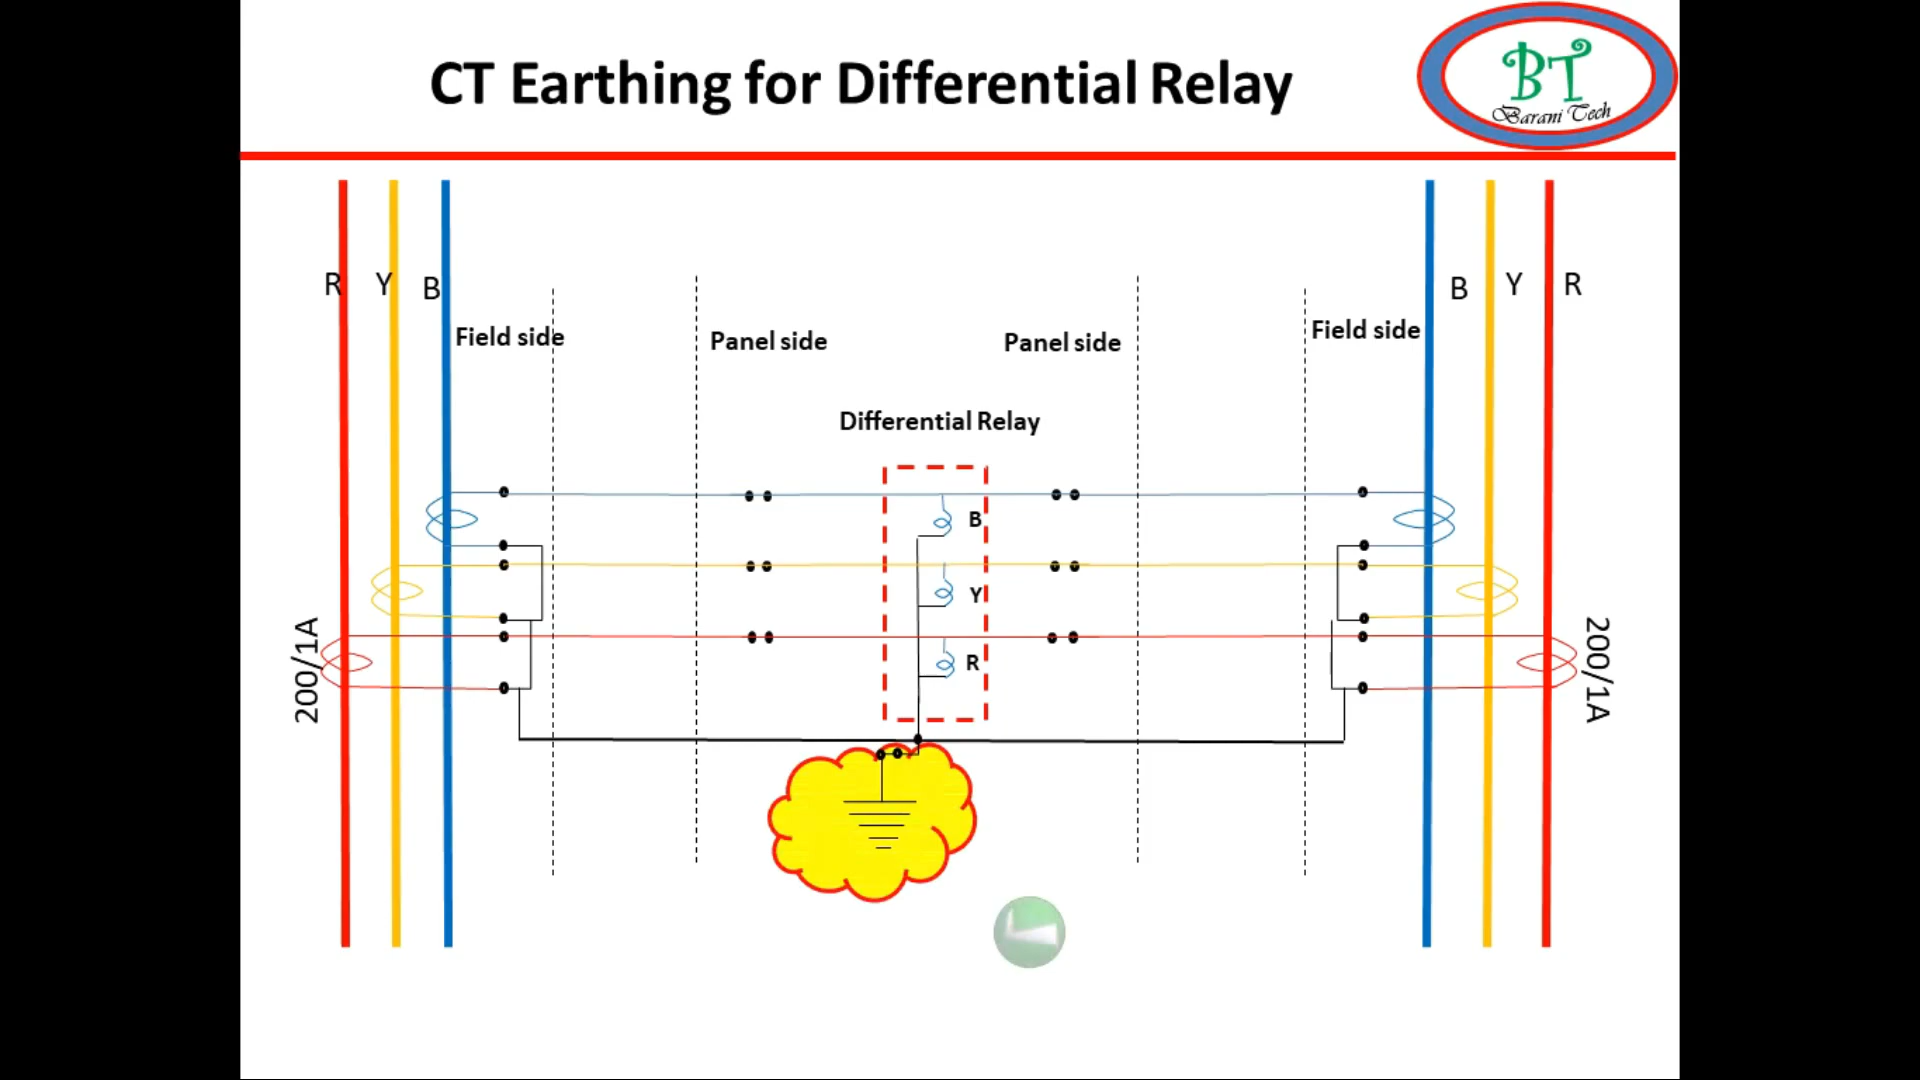 CT Earthing for Differential Relay
BT
Barani Tech
R Y B
B Y R
Field side
Panel side
Panel side
Field side
Differential Relay
B
Y
R
200/1A
200/1A